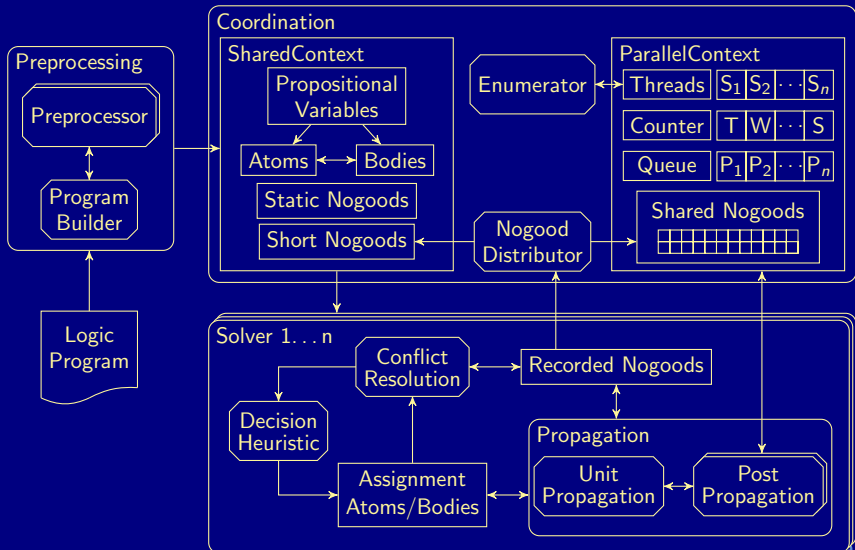 Coordination
Preprocessing
Preprocessor
Program
Builder
Logic
Program
SharedContext
Propositional
Variables
Atoms
Bodies
Static Nogoods
Short Nogoods
Enumerator
Nogood
Distributor
ParallelContext
Threads S₁ S₂ ··· Sₙ
Counter T W ··· S
Queue P₁ P₂ ··· Pₙ
Shared Nogoods
Solver 1...n
Conflict
Resolution
Recorded Nogoods
Decision
Heuristic
Assignment
Atoms/Bodies
Propagation
Unit
Propagation
Post
Propagation